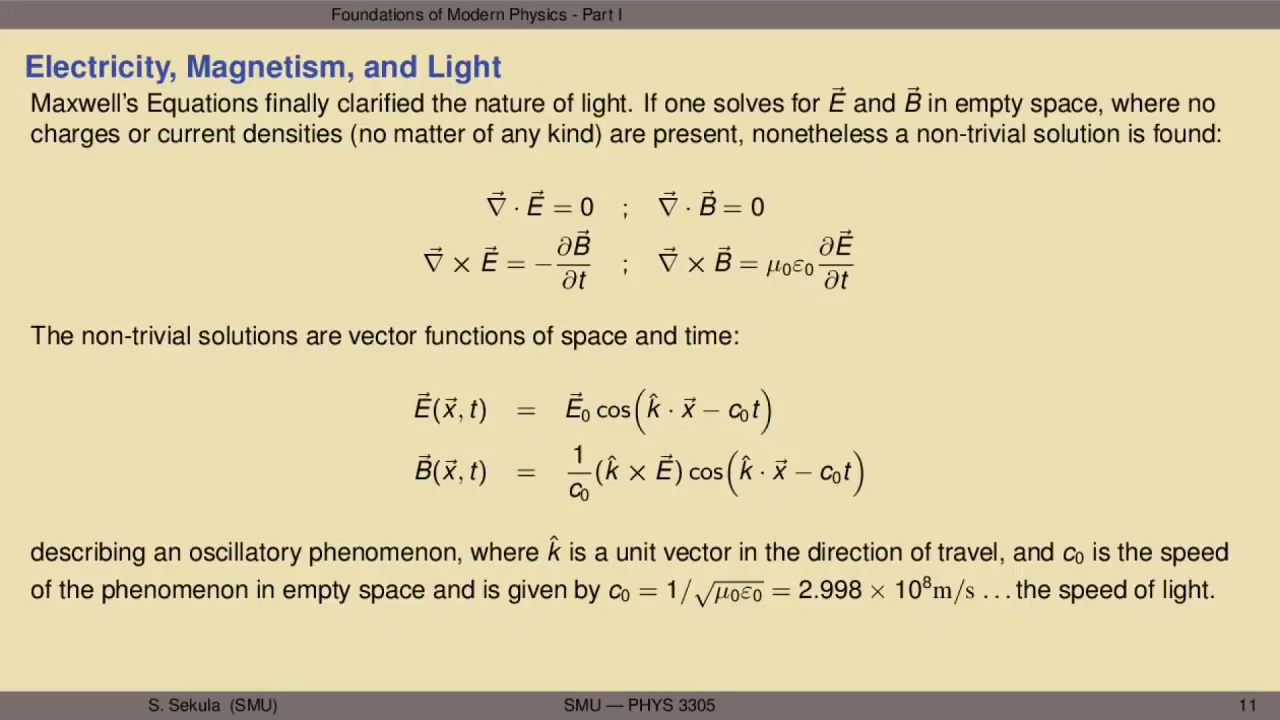 Foundations of Modern Physics - Part I
Electricity, Magnetism, and Light
Maxwell's Equations finally clarified the nature of light. If one solves for E⃗ and B⃗ in empty space, where no
charges or current densities (no matter of any kind) are present, nonetheless a non-trivial solution is found:
∇⃗ · E⃗ = 0 ; ∇⃗ · B⃗ = 0
∇⃗ × E⃗ = −∂B⃗/∂t ; ∇⃗ × B⃗ = μ₀ε₀ ∂E⃗/∂t
The non-trivial solutions are vector functions of space and time:
E⃗(x⃗, t) = E⃗₀ cos(k̂ · x⃗ − c₀t)
B⃗(x⃗, t) = 1/c₀ (k̂ × E⃗) cos(k̂ · x⃗ − c₀t)
describing an oscillatory phenomenon, where k̂ is a unit vector in the direction of travel, and c₀ is the speed
of the phenomenon in empty space and is given by c₀ = 1/√μ₀ε₀ = 2.998 × 10⁸m/s ... the speed of light.
S. Sekula (SMU) SMU — PHYS 3305 11